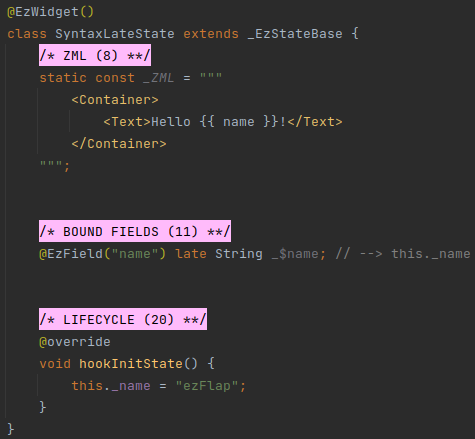 @EzWidget()
class SyntaxLateState extends _EzStateBase {
/* ZML (8) **/
static const _ZML = """
<Container>
<Text>Hello {{ name }}!</Text>
</Container>
""";
/* BOUND FIELDS (11) **/
@EzField("name") late String _$name; // --> this._name
/* LIFECYCLE (20) **/
@override
void hookInitState() {
this._name = "ezFlap";
}
}